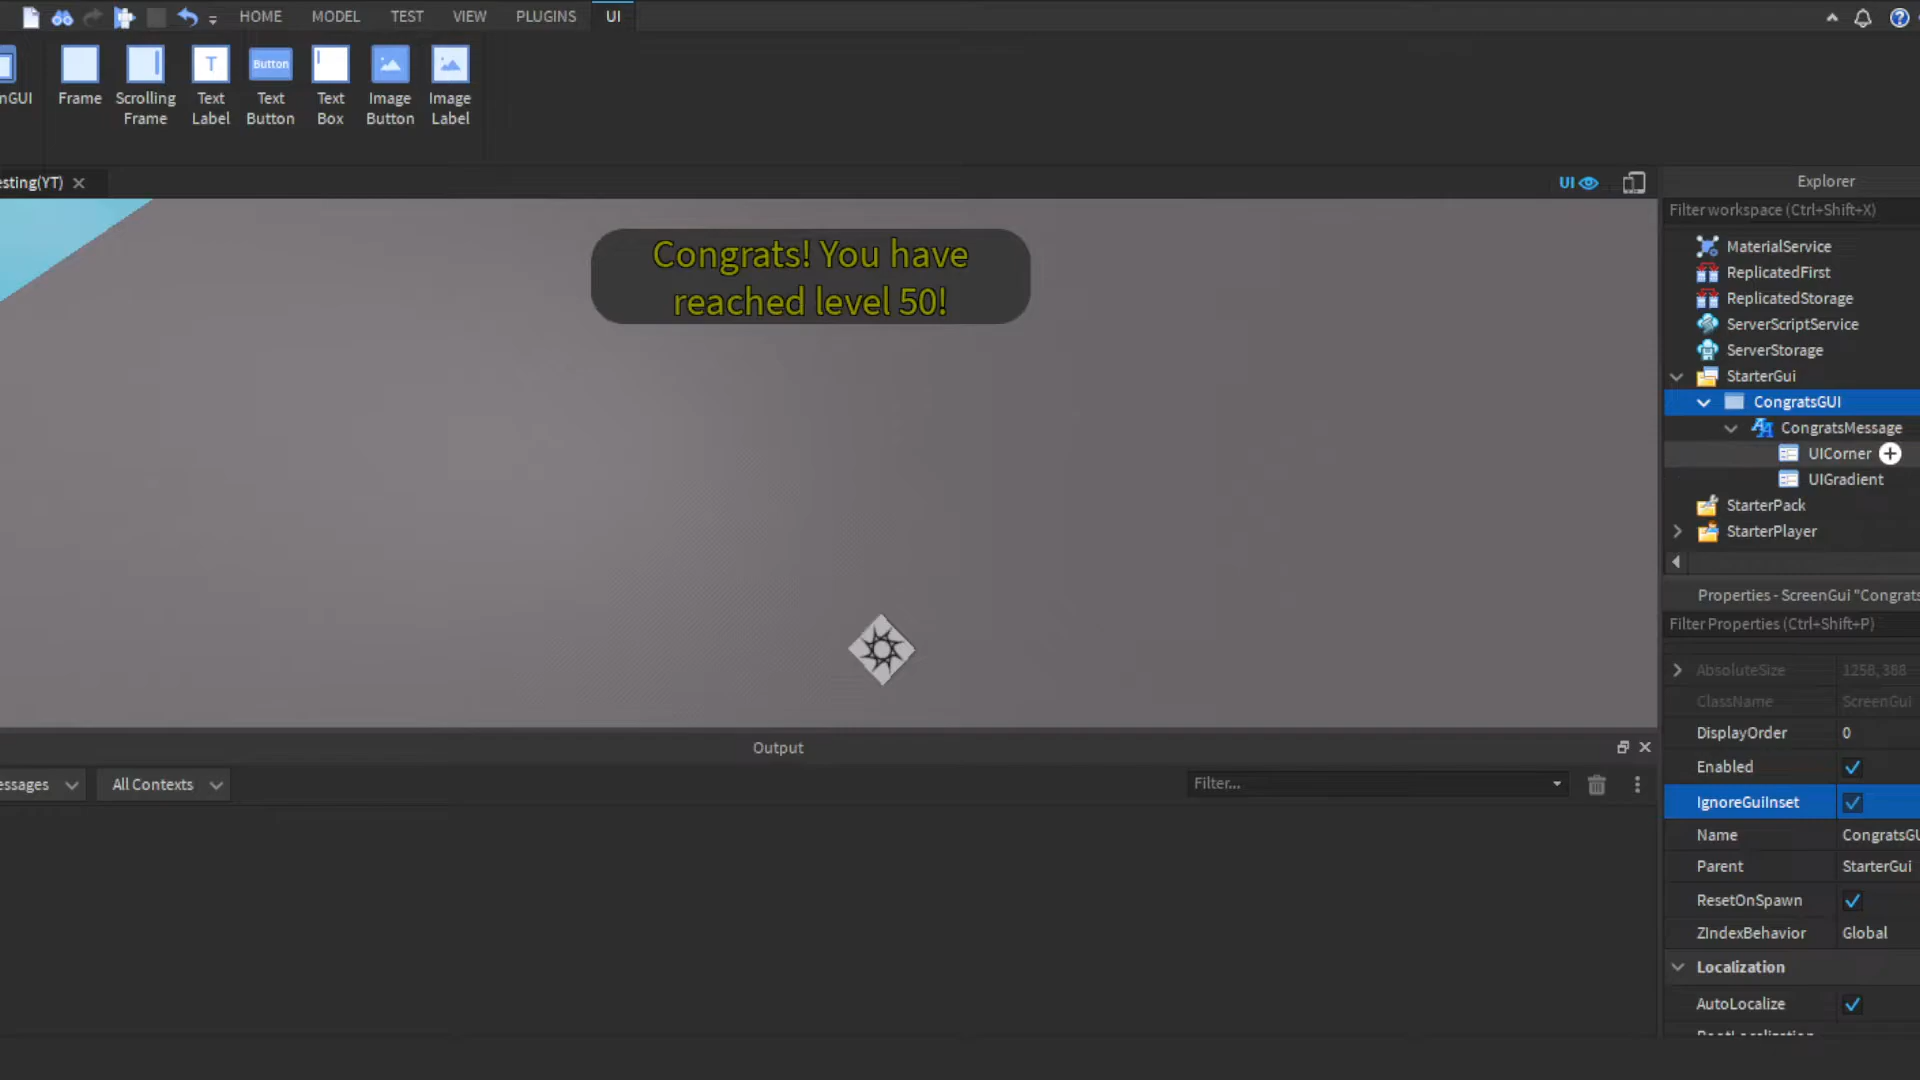 HOME
MODEL
TEST
VIEW
PLUGINS
UI
nGUI
Frame
Scrolling
Frame
Text
Label
Button
Text
Button
Text
Box
Image
Button
Image
Label
esting(YT)
UI
Explorer
Filter workspace (Ctrl+Shift+X)
Congrats! You have
reached level 50!
MaterialService
ReplicatedFirst
ReplicatedStorage
ServerScriptService
ServerStorage
StarterGui
CongratsGUI
CongratsMessage
UICorner
UIGradient
StarterPack
StarterPlayer
Properties - ScreenGui "Congrats
Filter Properties (Ctrl+Shift+P)
AbsoluteSize 1258, 388
ClassName ScreenGui
DisplayOrder 0
Enabled
IgnoreGuiInset
Name CongratsGU
Parent StarterGui
ResetOnSpawn
ZIndexBehavior Global
Localization
AutoLocalize
Output
essages
All Contexts
Filter...